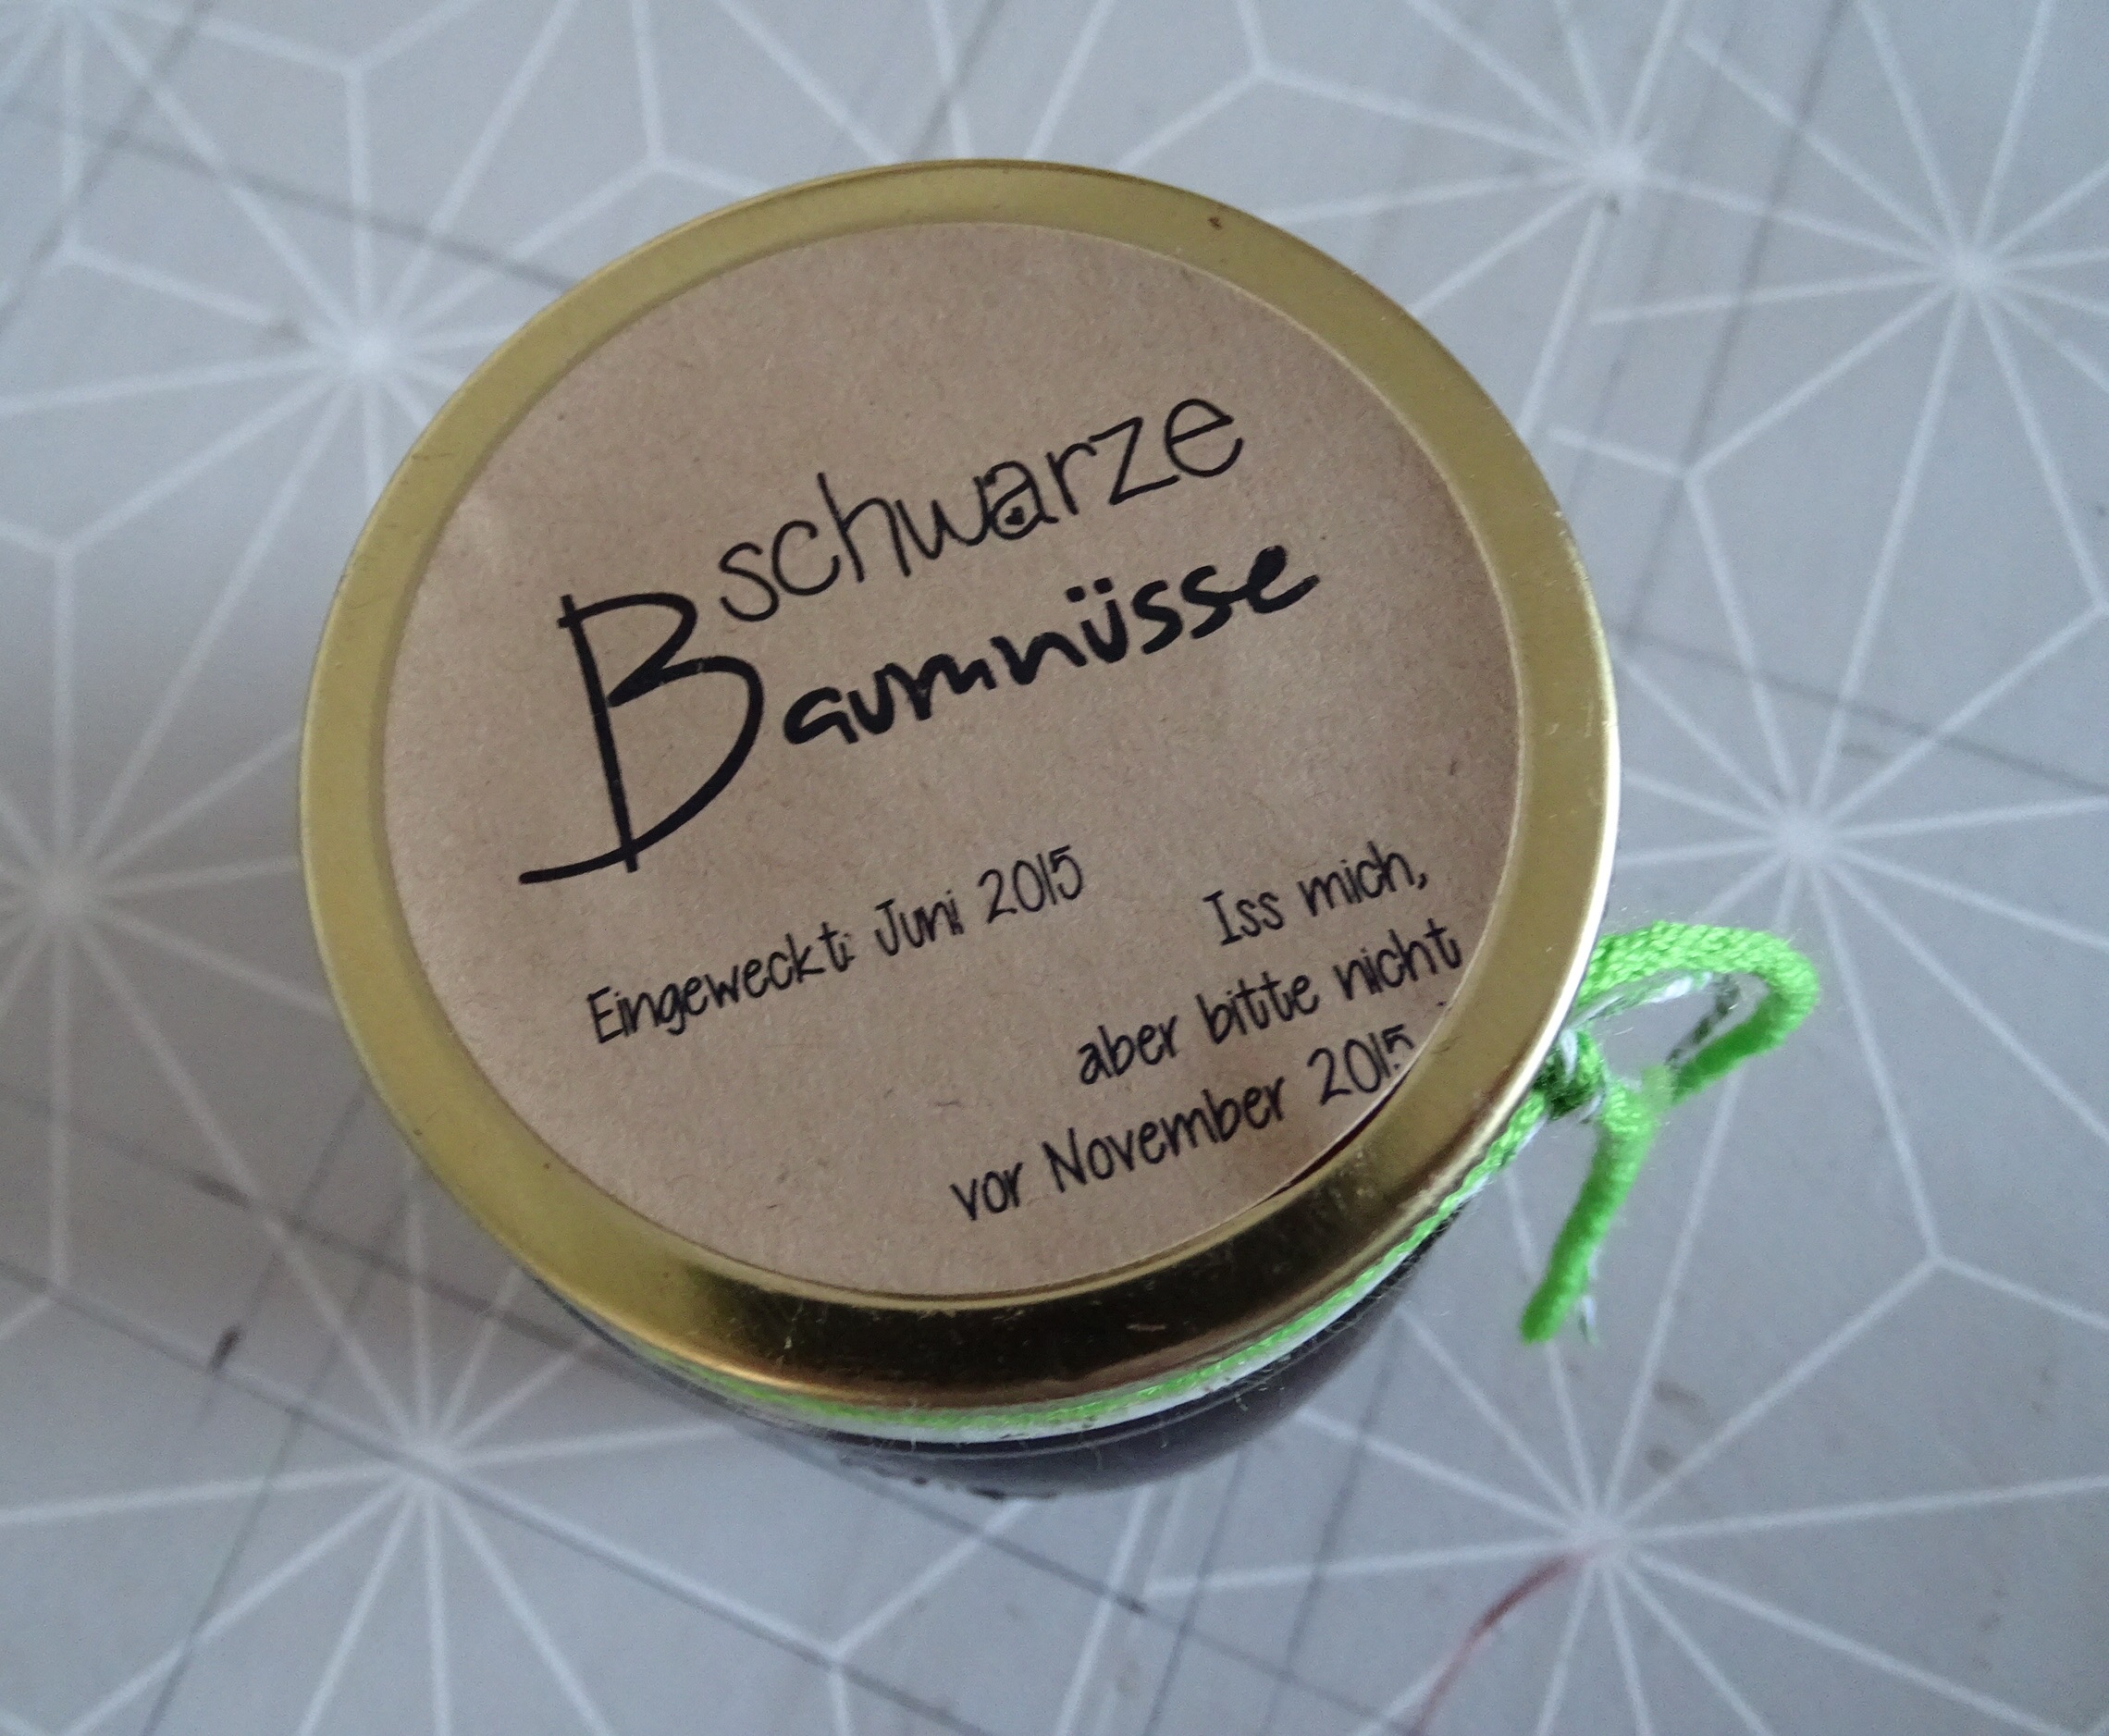 schwarze
Baumnüsse
Eingeweckt: Juni 2015
Iss mich,
aber bitte nicht
vor November 2015